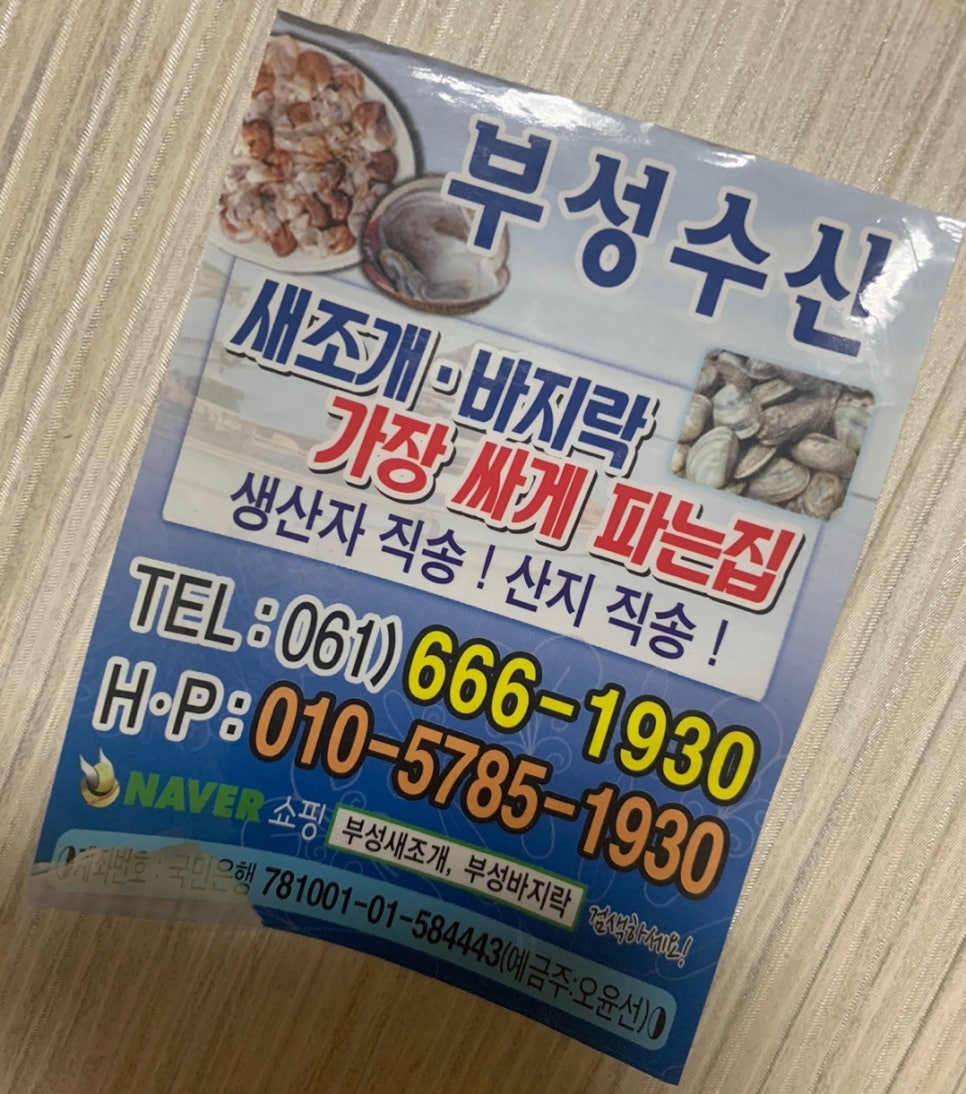 부성수산
새조개·바지락
가장 싸게 파는집
생산자 직송! 산지 직송!
TEL : 061) 666-1930
H·P : 010-5785-1930
NAVER 쇼핑 부성새조개, 부성바지락 검색하세요!
계좌번호 : 국민은행 781001-01-584443(예금주:오윤선)